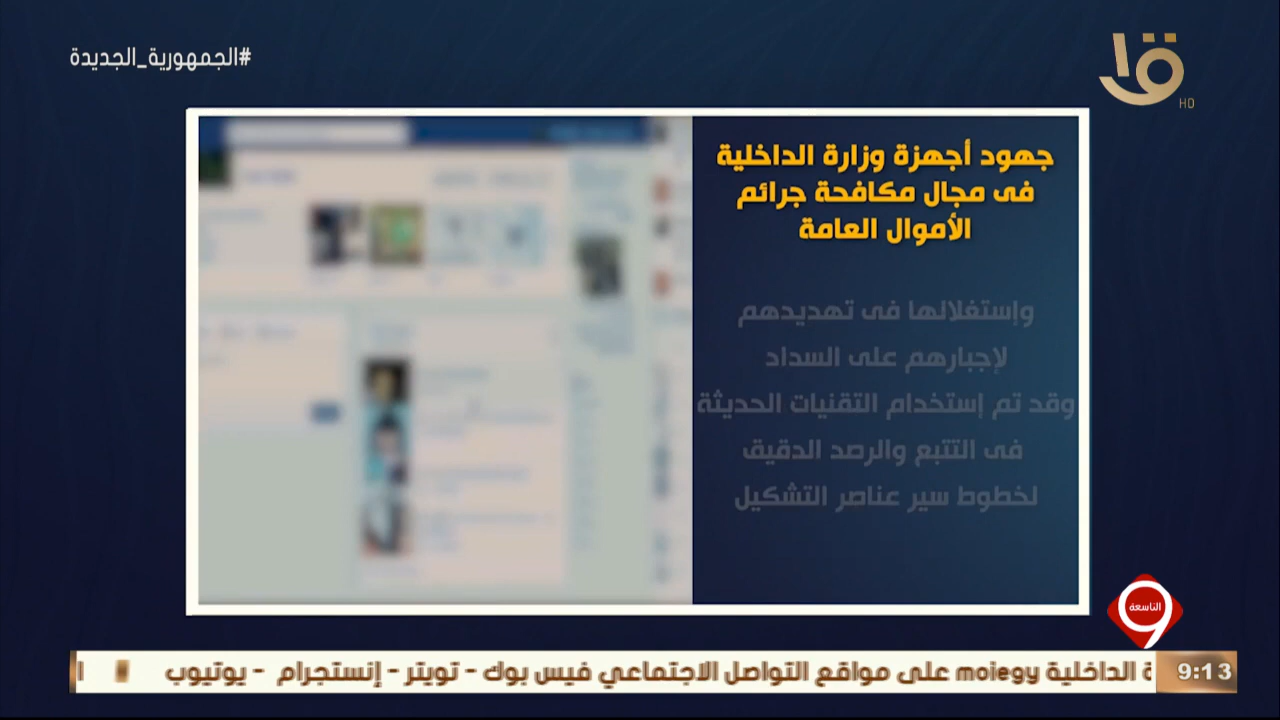 #الجمهورية_الجديدة
HD
جهود أجهزة وزارة الداخلية
فى مجال مكافحة جرائم
الأموال العامة
وإستغلالها فى تهديدهم
لإجبارهم على السداد
وقد تم إستخدام التقنيات الحديثة
فى التتبع والرصد الدقيق
لخطوط سير عناصر التشكيل
التاسعة
9
ة الداخلية moiegy على مواقع التواصل الاجتماعي فيس بوك - تويتر - إنستجرام - يوتيوب
9:13